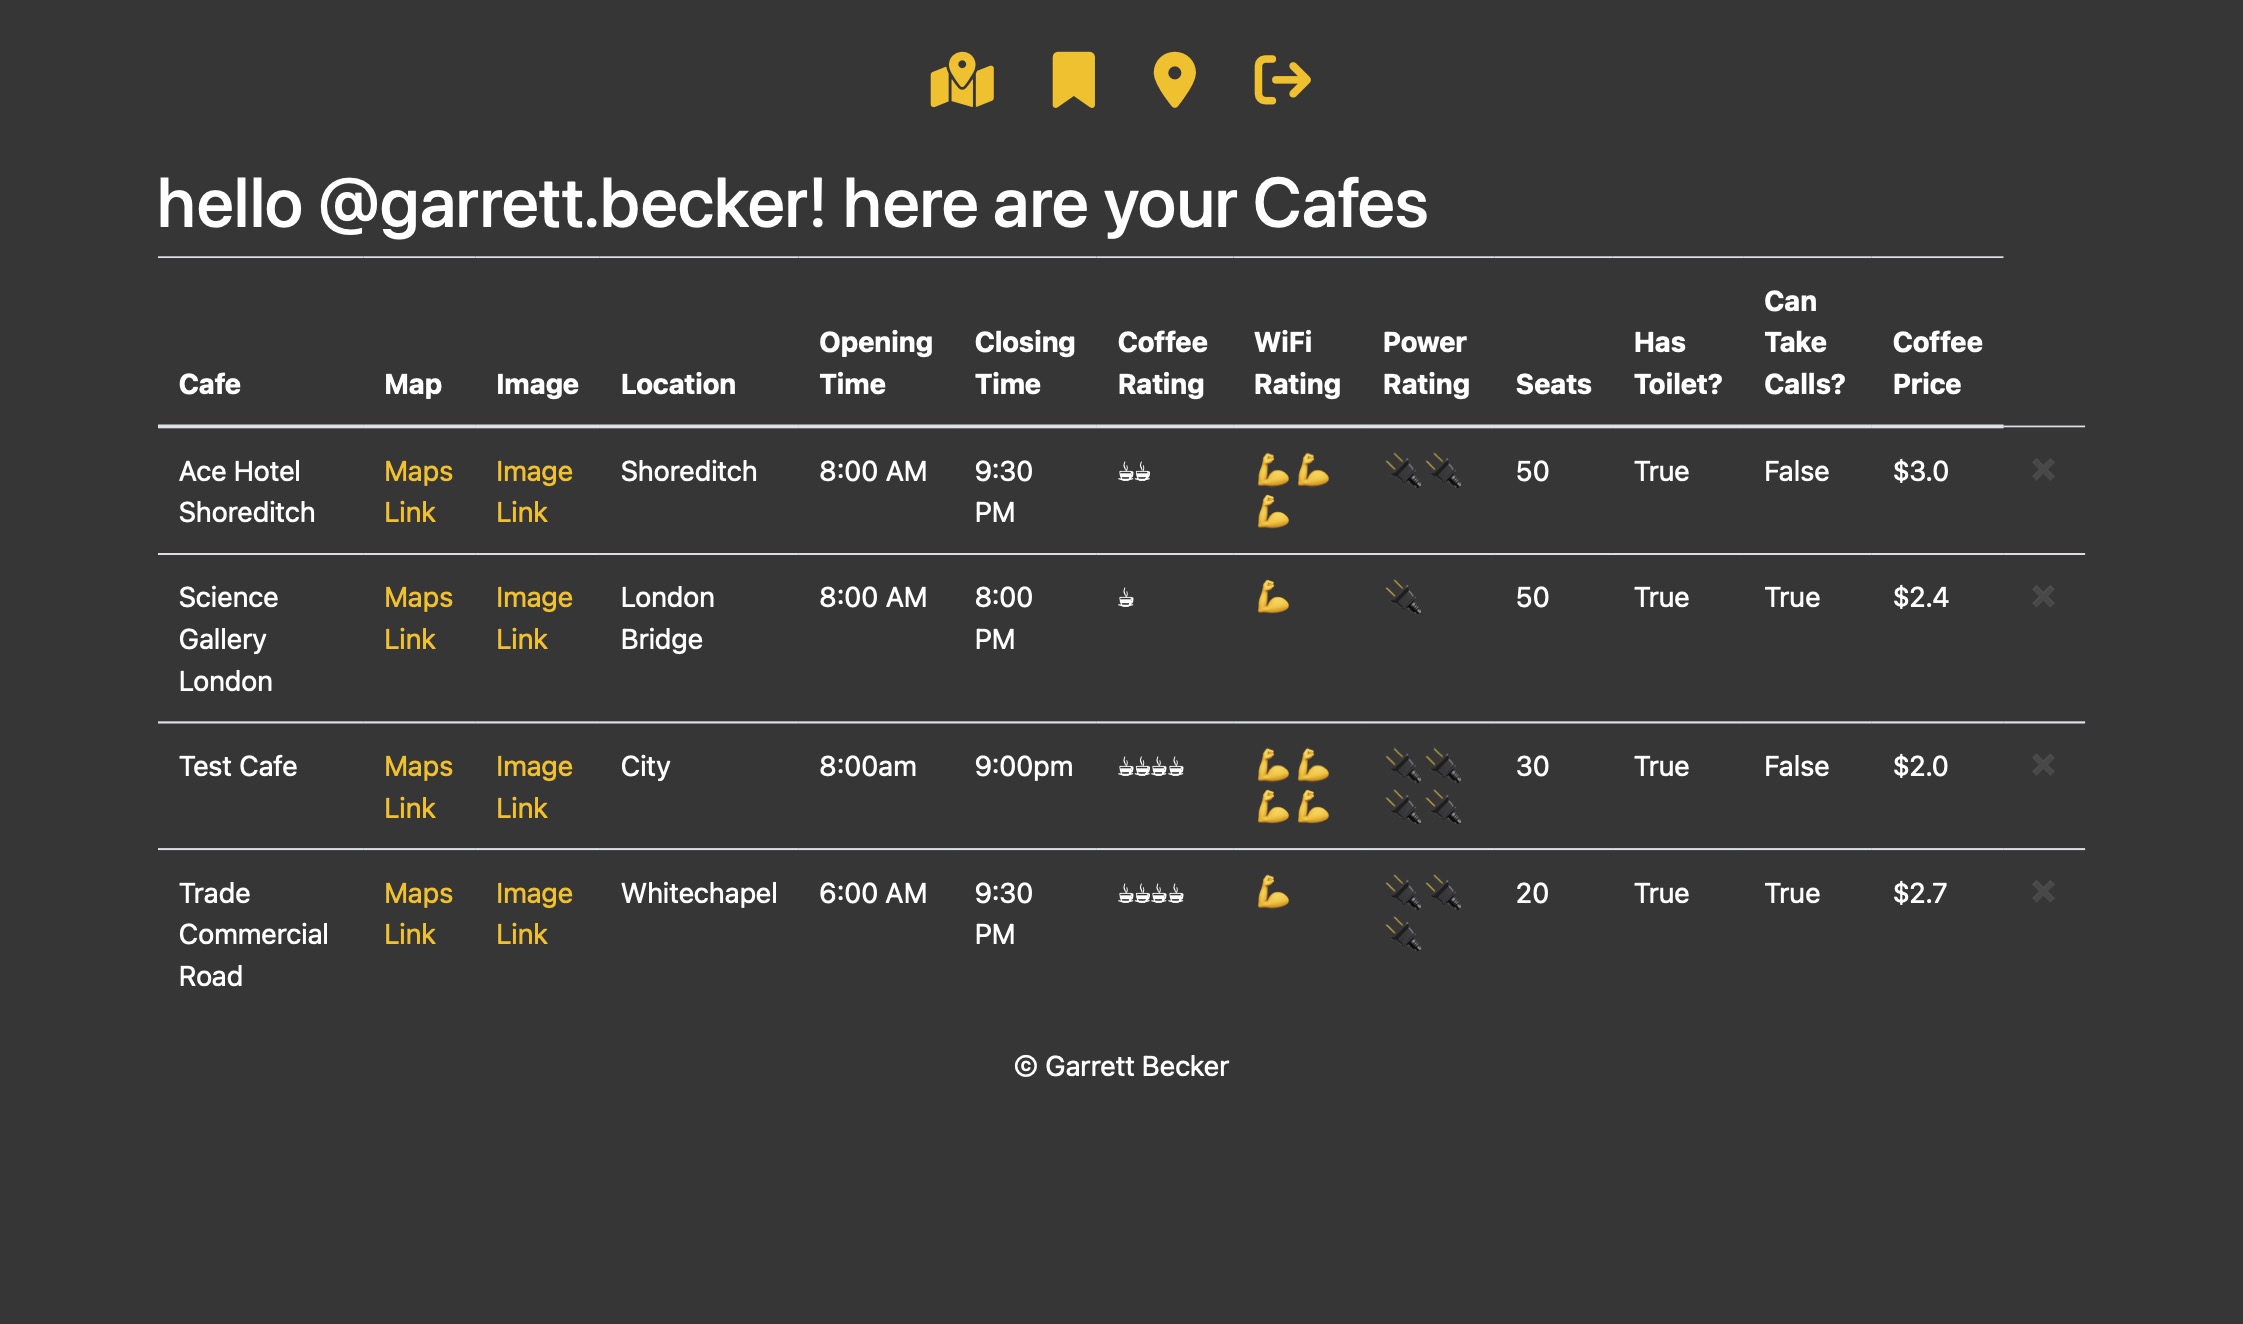 hello @garrett.becker! here are your Cafes
Cafe Map Image Location Opening Time Closing Time Coffee Rating WiFi Rating Power Rating Seats Has Toilet? Can Take Calls? Coffee Price
Ace Hotel Shoreditch Maps Link Image Link Shoreditch 8:00 AM 9:30 PM ☕☕ 💪💪💪 🔌🔌 50 True False $3.0 ✖
Science Gallery London Maps Link Image Link London Bridge 8:00 AM 8:00 PM ☕ 💪 🔌 50 True True $2.4 ✖
Test Cafe Maps Link Image Link City 8:00am 9:00pm ☕☕☕☕ 💪💪💪💪 🔌🔌🔌🔌 30 True False $2.0 ✖
Trade Commercial Road Maps Link Image Link Whitechapel 6:00 AM 9:30 PM ☕☕☕☕ 💪 🔌🔌🔌 20 True True $2.7 ✖
© Garrett Becker